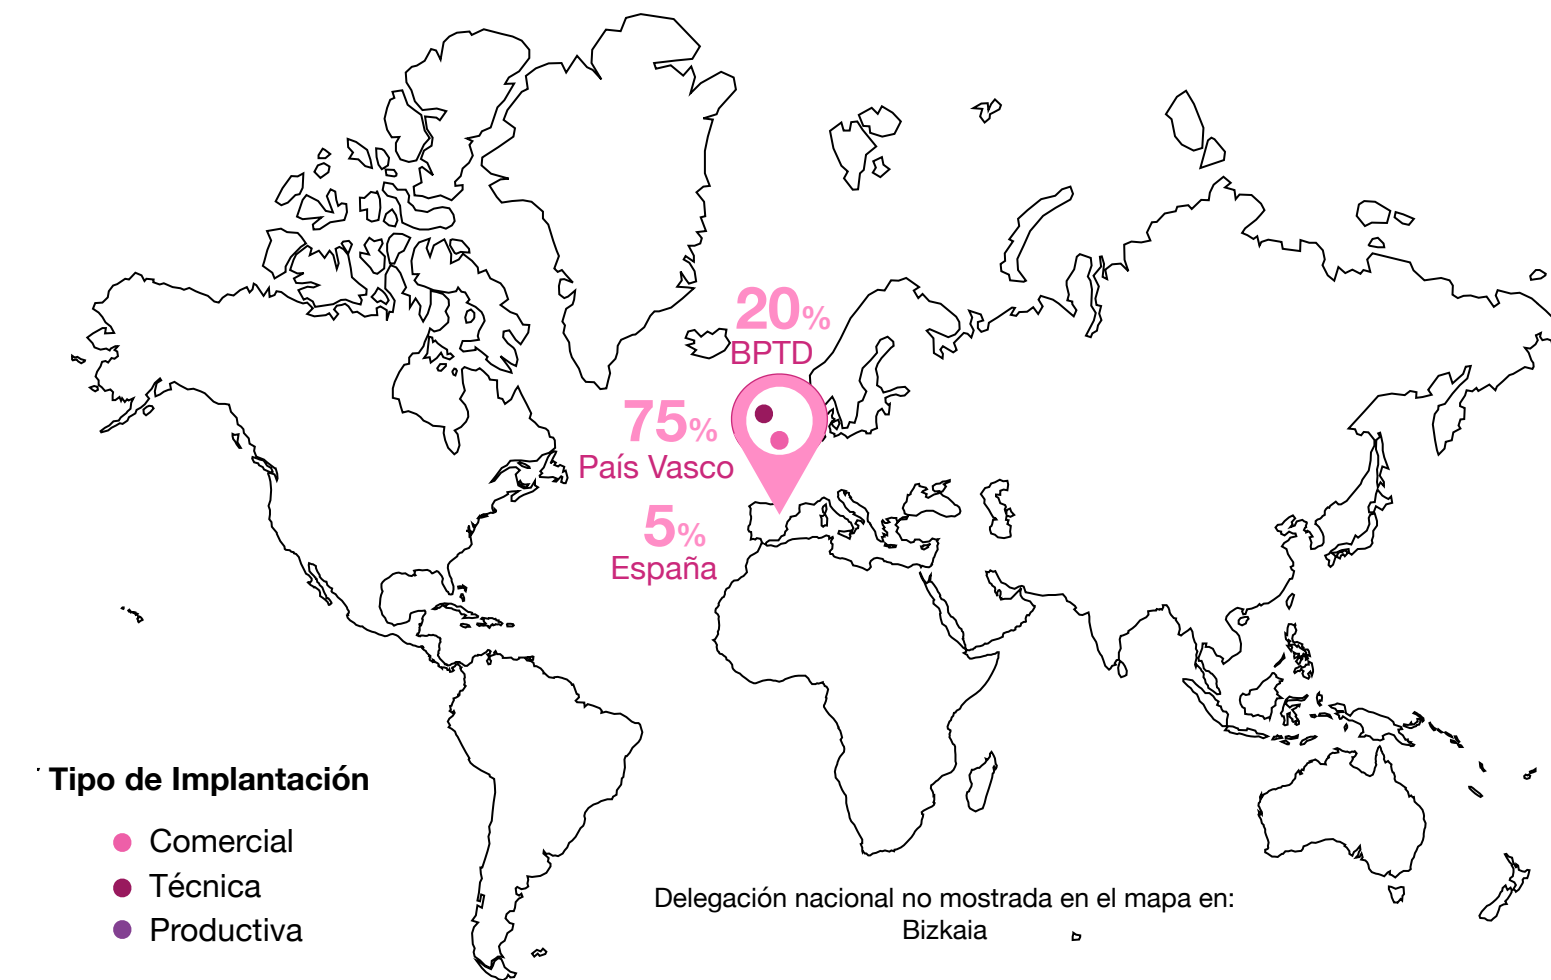 20%
BPTD
75%
País Vasco
5%
España
Tipo de Implantación
Comercial
Técnica
Productiva
Delegación nacional no mostrada en el mapa en:
Bizkaia